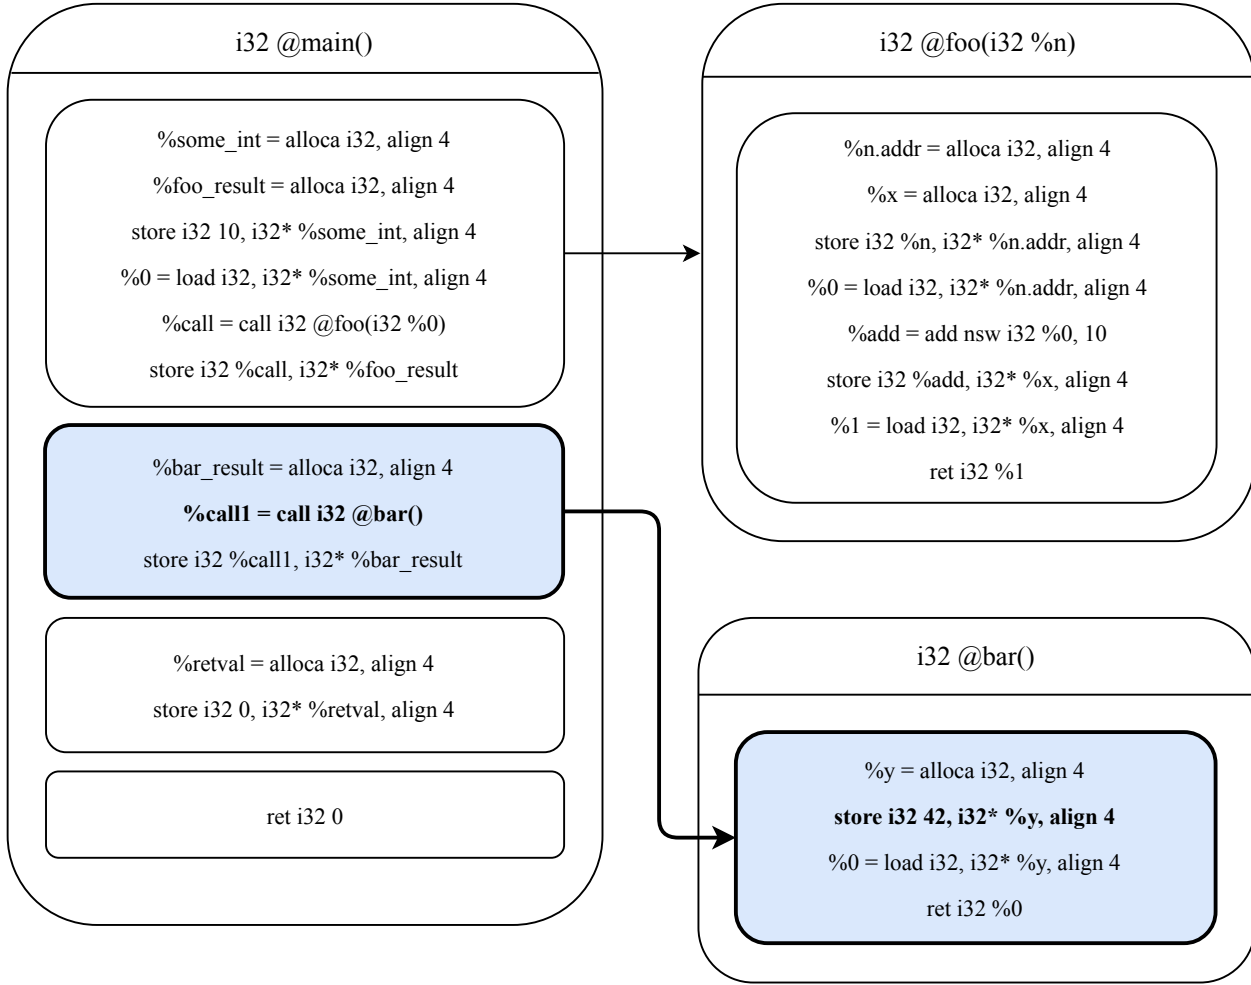 i32 @main()
%some_int = alloca i32, align 4
%foo_result = alloca i32, align 4
store i32 10, i32* %some_int, align 4
%0 = load i32, i32* %some_int, align 4
%call = call i32 @foo(i32 %0)
store i32 %call, i32* %foo_result
%bar_result = alloca i32, align 4
%call1 = call i32 @bar()
store i32 %call1, i32* %bar_result
%retval = alloca i32, align 4
store i32 0, i32* %retval, align 4
ret i32 0
i32 @foo(i32 %n)
%n.addr = alloca i32, align 4
%x = alloca i32, align 4
store i32 %n, i32* %n.addr, align 4
%0 = load i32, i32* %n.addr, align 4
%add = add nsw i32 %0, 10
store i32 %add, i32* %x, align 4
%1 = load i32, i32* %x, align 4
ret i32 %1
i32 @bar()
%y = alloca i32, align 4
store i32 42, i32* %y, align 4
%0 = load i32, i32* %y, align 4
ret i32 %0